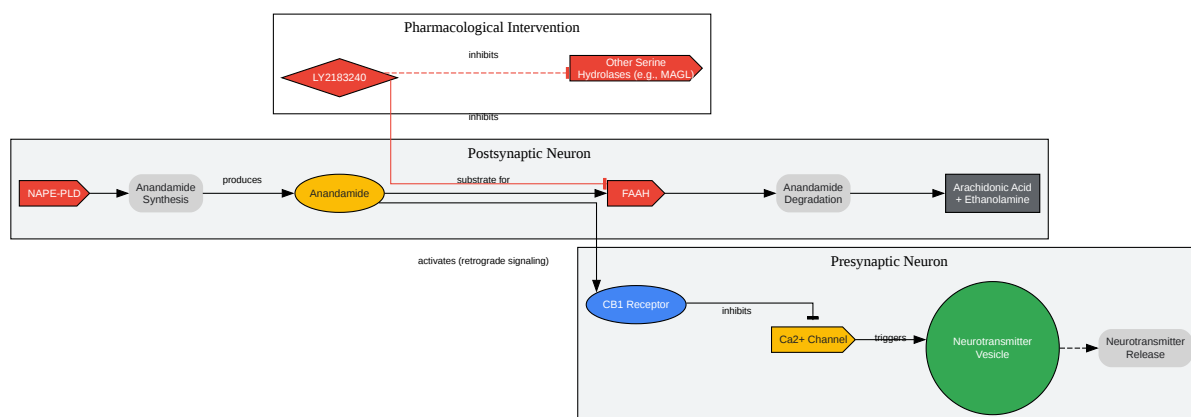 Pharmacological Intervention
inhibits
LY2183240
Other Serine
Hydrolases (e.g., MAGL)
inhibits
Postsynaptic Neuron
NAPE-PLD
Anandamide
Synthesis
produces
Anandamide
substrate for
FAAH
Anandamide
Degradation
Arachidonic Acid
+ Ethanolamine
activates (retrograde signaling)
Presynaptic Neuron
CB1 Receptor
inhibits
Ca2+ Channel
triggers
Neurotransmitter
Vesicle
Neurotransmitter
Release